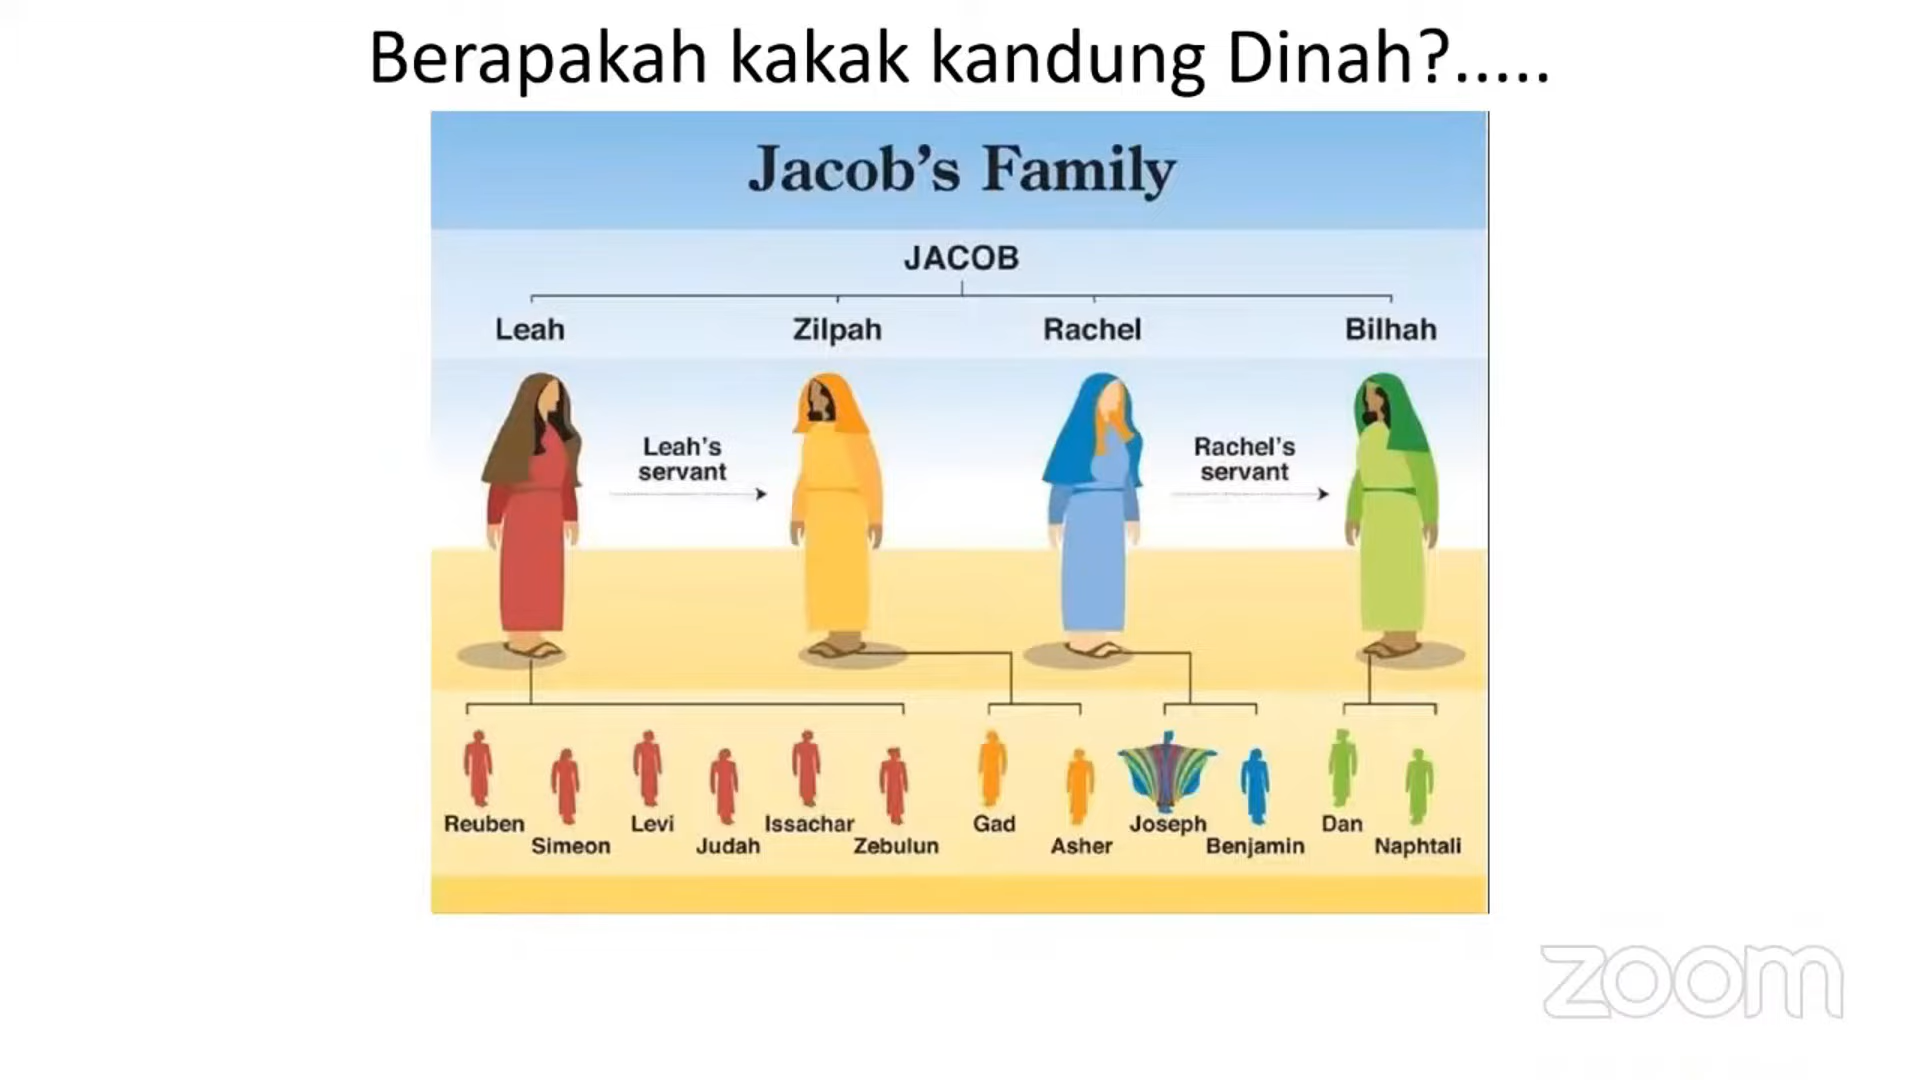 Berapakah kakak kandung Dinah?.....
Jacob's Family
JACOB
Leah Zilpah Rachel Bilhah
Leah's
servant
Rachel's
servant
Reuben Simeon Levi Judah Issachar Zebulun Gad Asher Joseph Benjamin Dan Naphtali
zoom